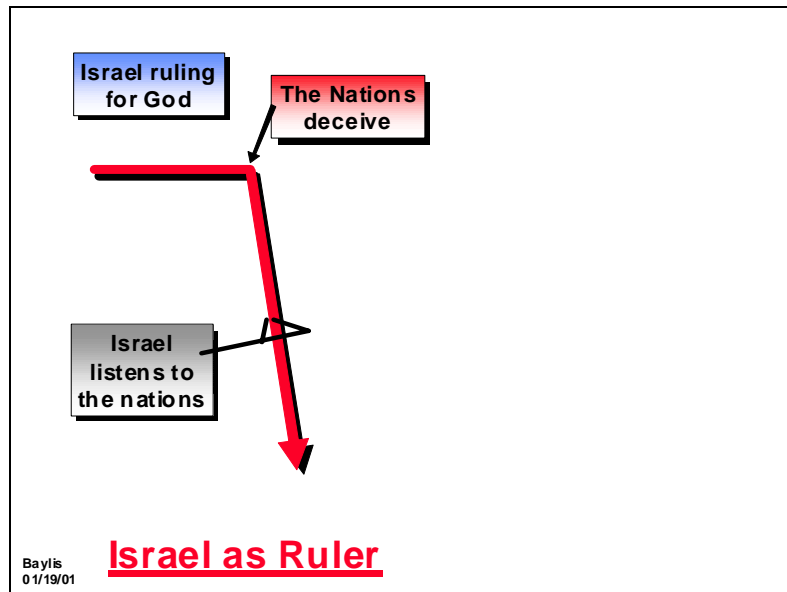 Israel ruling
for God
The Nations
deceive
Israel
listens to
the nations
Israel as Ruler
Baylis
01/19/01